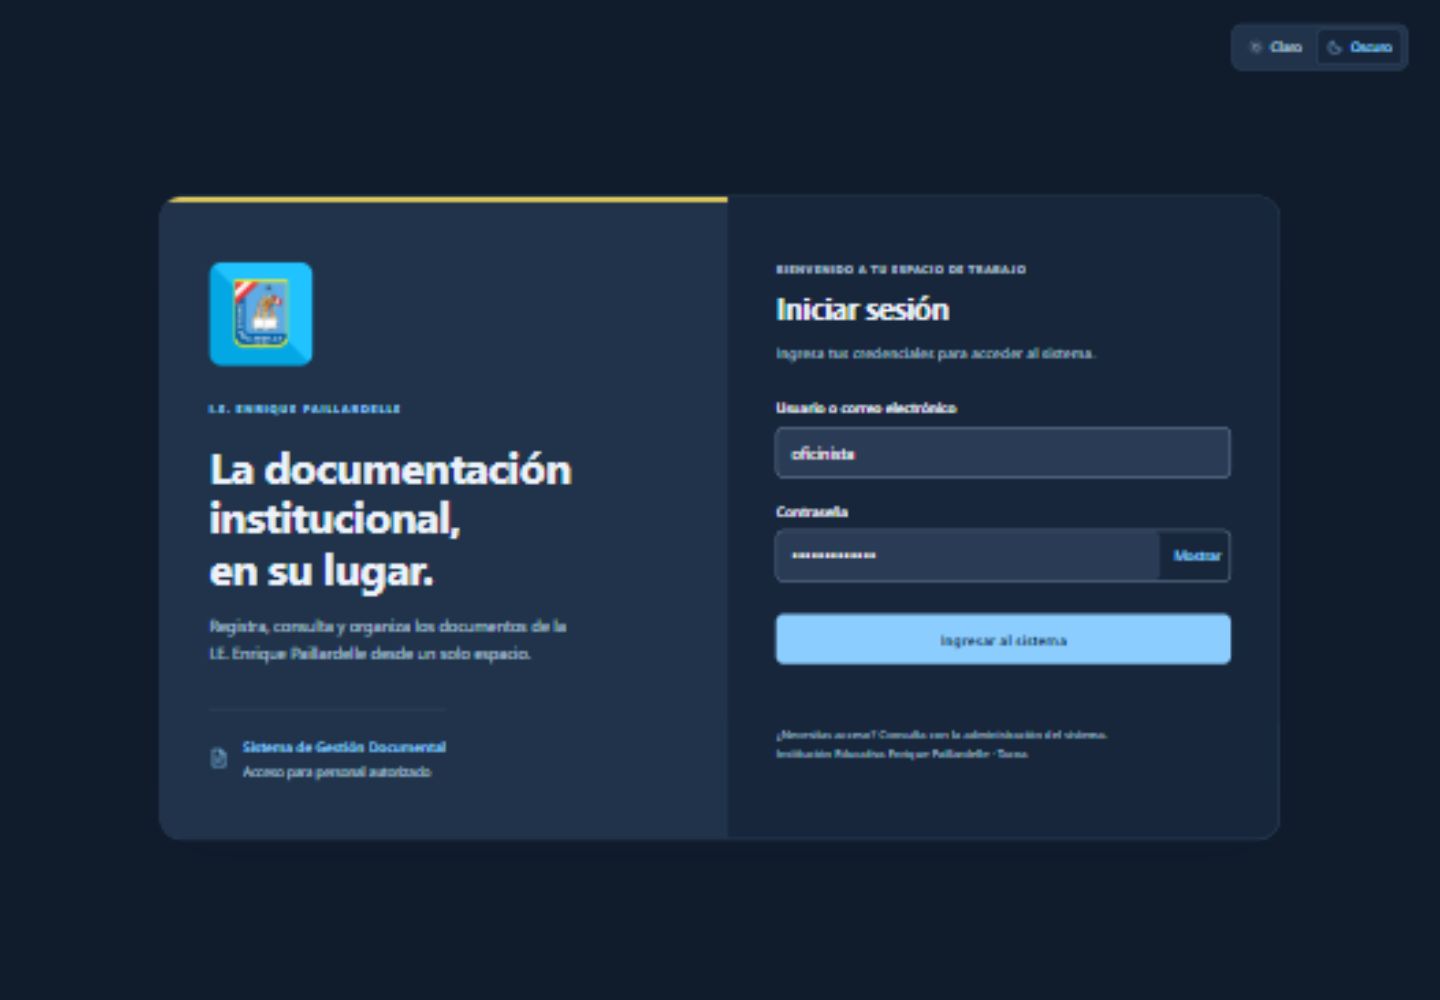 Claro
Oscuro
I.E. ENRIQUE PAILLARDELLE
La documentación
institucional,
en su lugar.
Registra, consulta y organiza los documentos de la
I.E. Enrique Paillardelle desde un solo espacio.
Sistema de Gestión Documental
Acceso para personal autorizado
BIENVENIDO A TU ESPACIO DE TRABAJO
Iniciar sesión
Ingresa tus credenciales para acceder al sistema.
Usuario o correo electrónico
oficinista
Contraseña
•••••••••••••
Mostrar
Ingresar al sistema
¿Necesitas acceso? Consulta con la administración del sistema.
Institución Educativa Enrique Paillardelle · Tacna